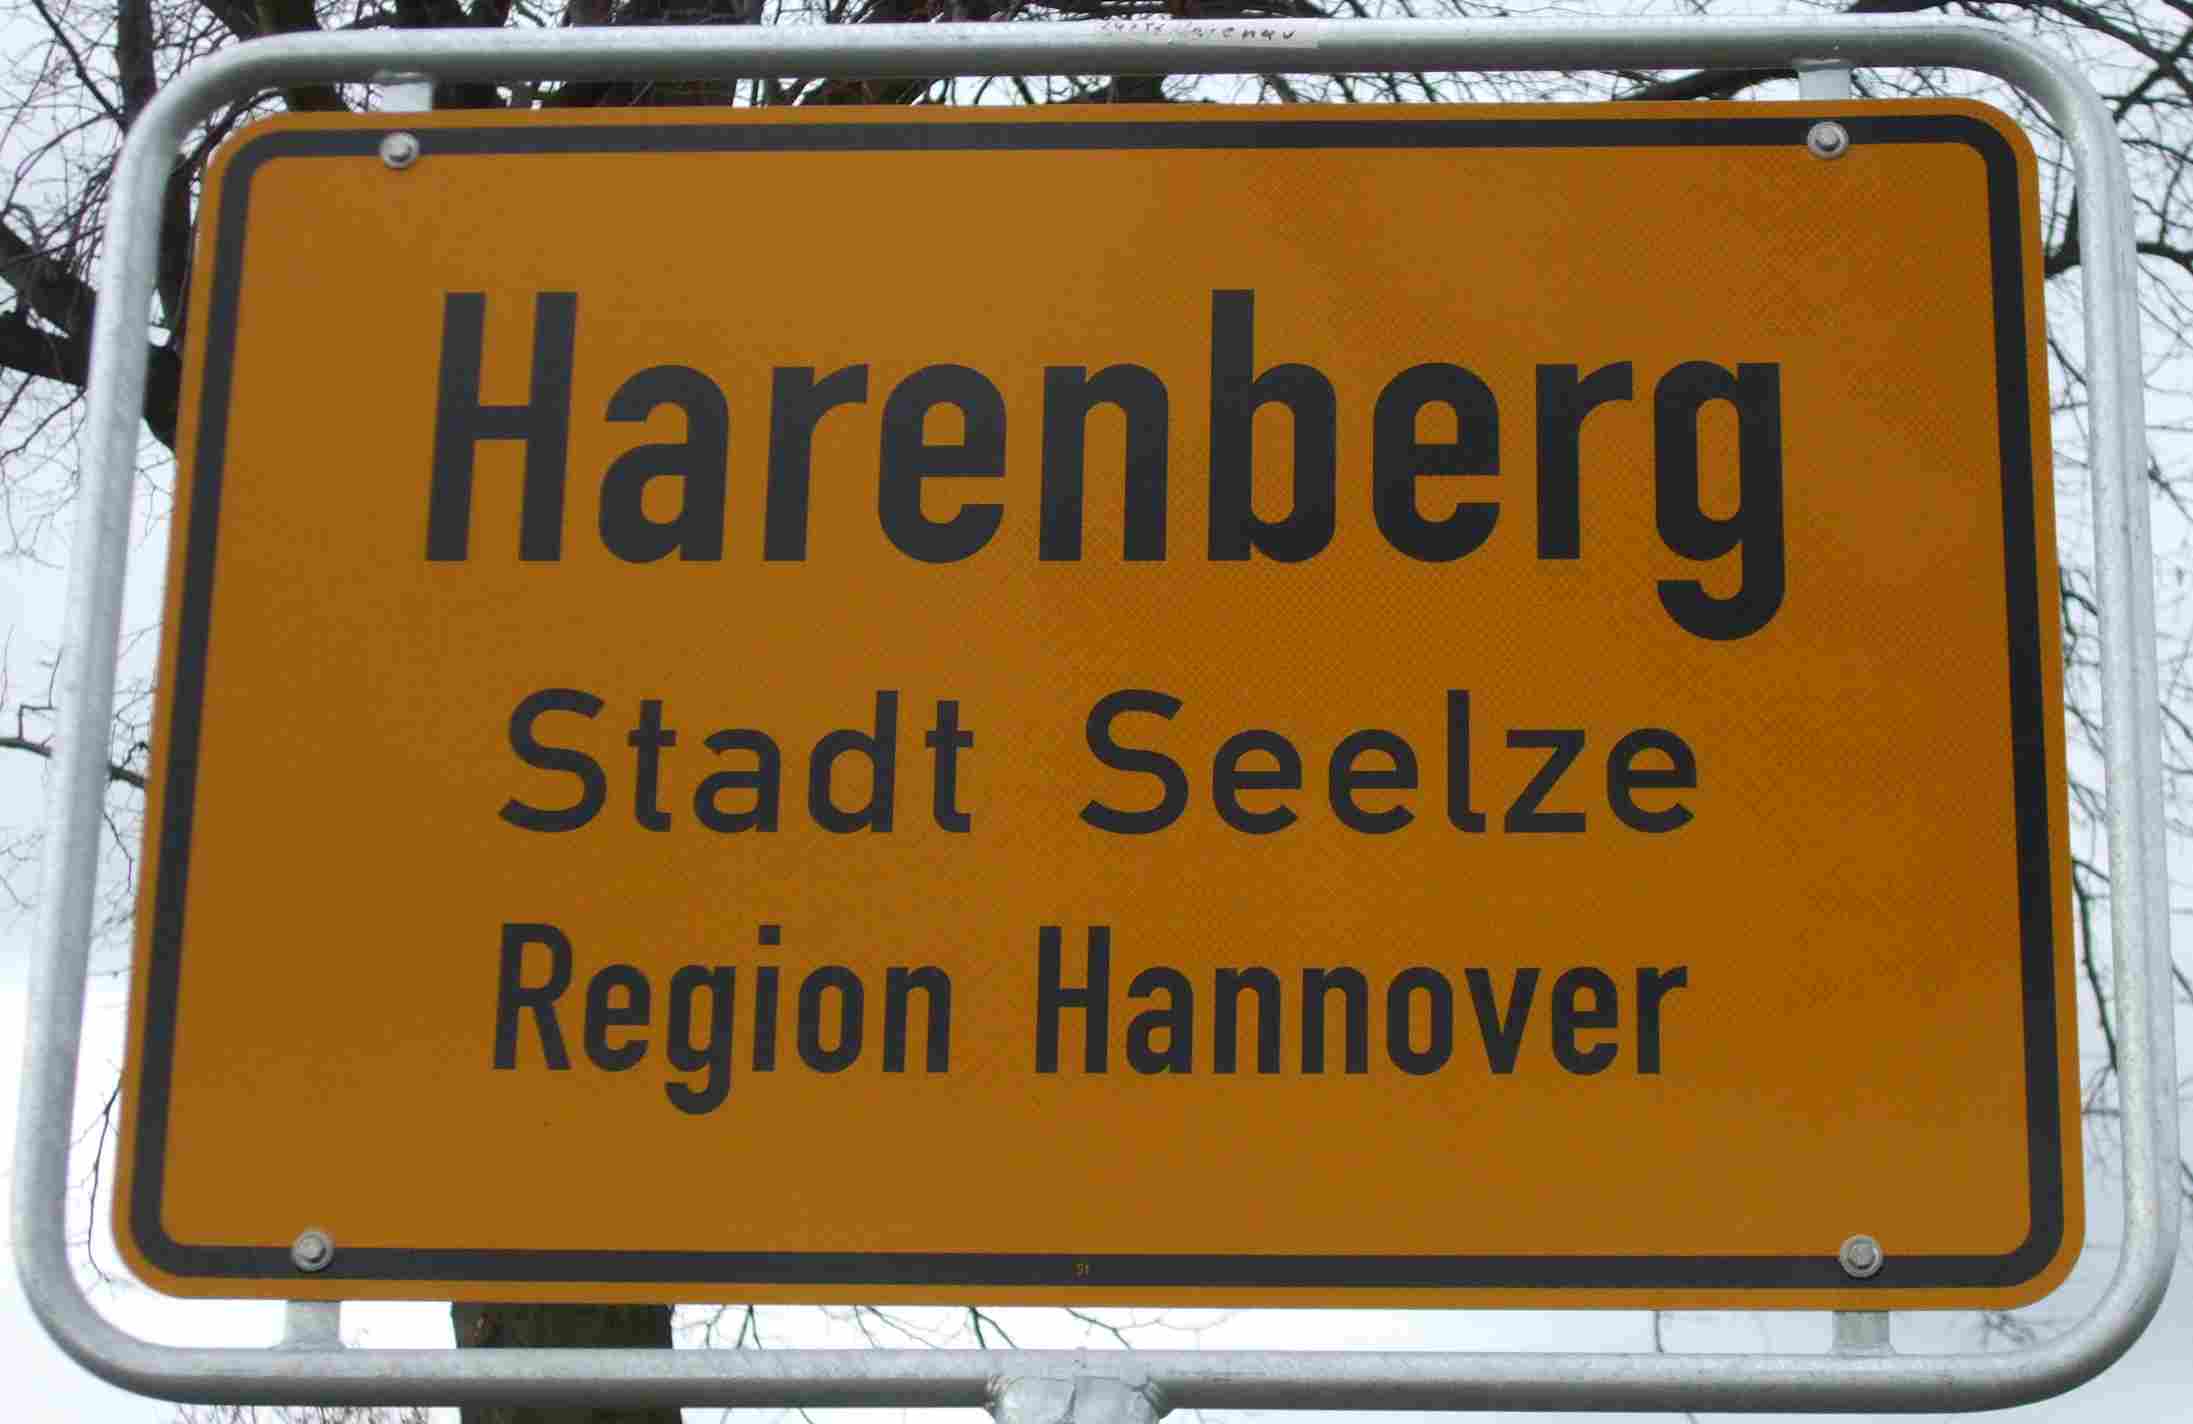 Harenberg
Stadt Seelze
Region Hannover